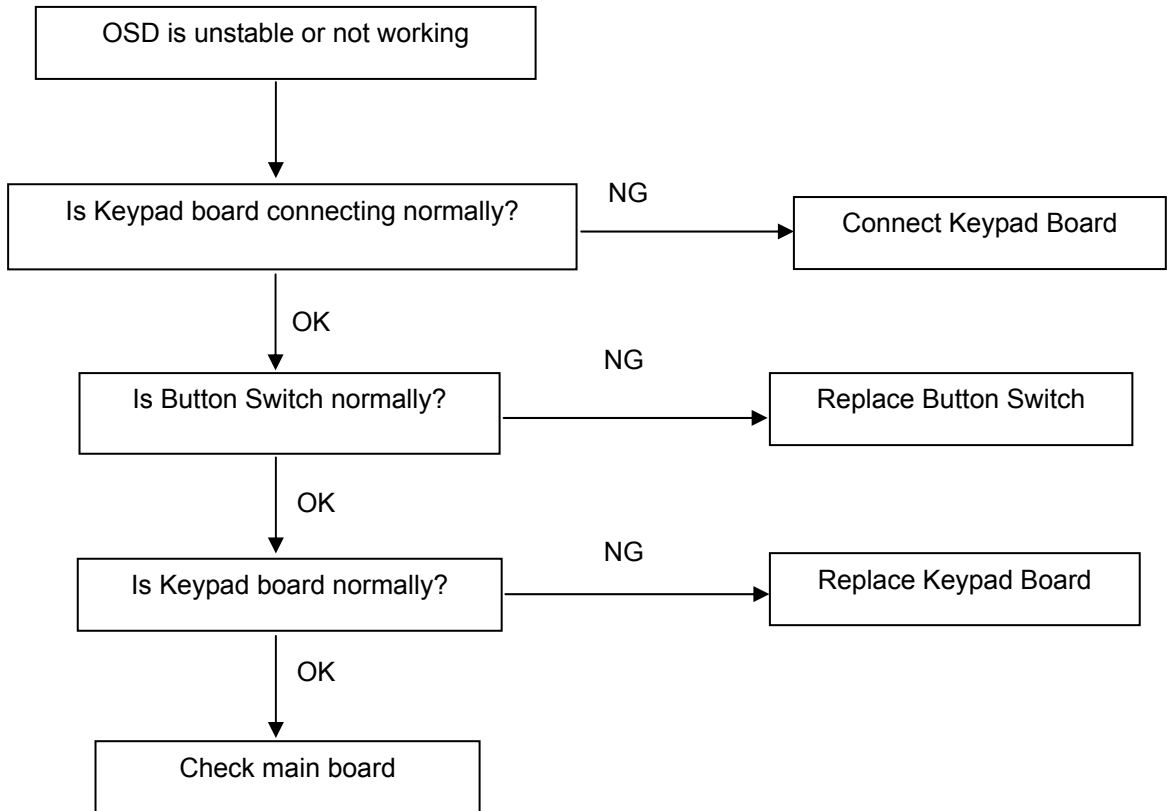 OSD is unstable or not working
Is Keypad board connecting normally?
NG
Connect Keypad Board
OK
Is Button Switch normally?
NG
Replace Button Switch
OK
Is Keypad board normally?
NG
Replace Keypad Board
OK
Check main board